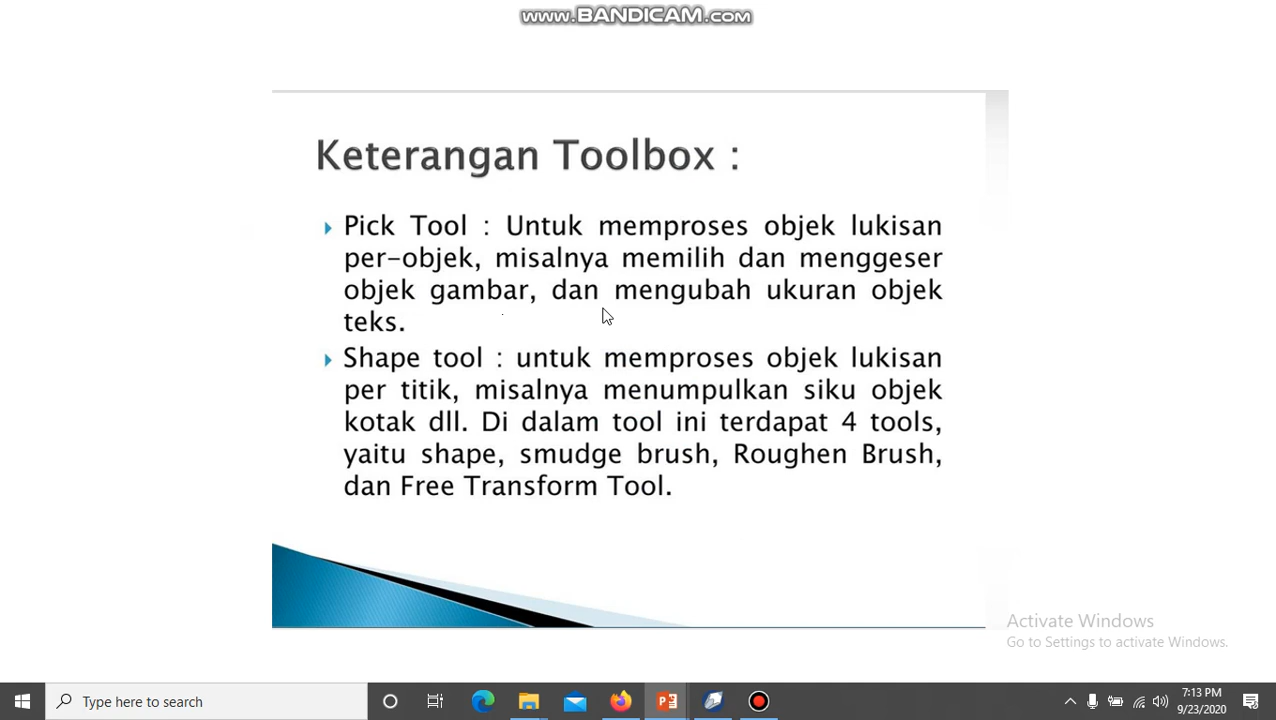 www.BANDICAM.com
Keterangan Toolbox :
Pick Tool : Untuk memproses objek lukisan
per-objek, misalnya memilih dan menggeser
objek gambar, dan mengubah ukuran objek
teks.
Shape tool : untuk memproses objek lukisan
per titik, misalnya menumpulkan siku objek
kotak dll. Di dalam tool ini terdapat 4 tools,
yaitu shape, smudge brush, Roughen Brush,
dan Free Transform Tool.
Activate Windows
Go to Settings to activate Windows.
Type here to search
7:13 PM
9/23/2020